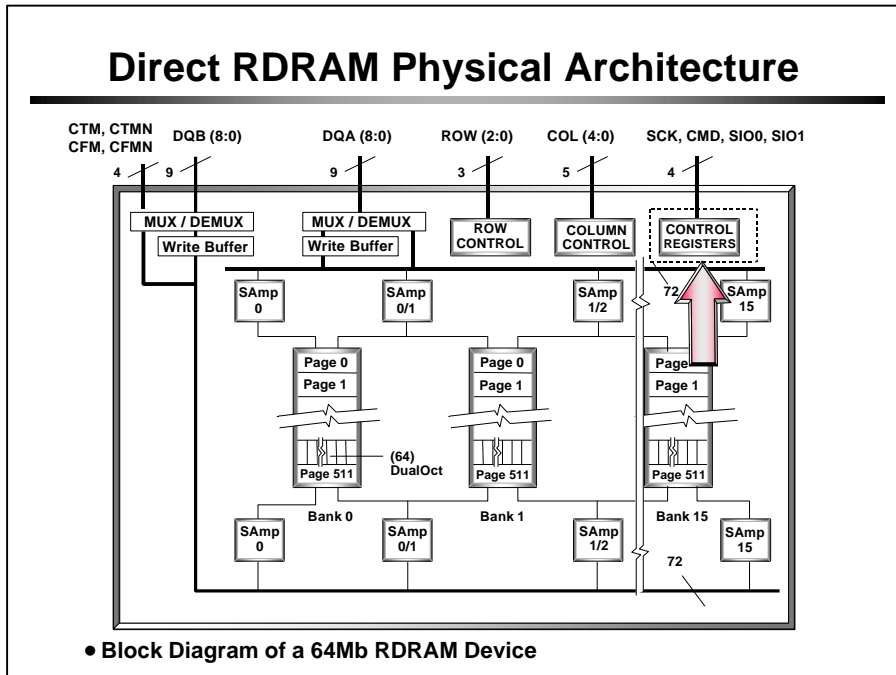 Direct RDRAM Physical Architecture
CTM, CTMN
CFM, CFMN
DQB (8:0)
DQA (8:0)
ROW (2:0)
COL (4:0)
SCK, CMD, SIO0, SIO1
4
9
9
3
5
4
MUX / DEMUX
Write Buffer
MUX / DEMUX
Write Buffer
ROW
CONTROL
COLUMN
CONTROL
CONTROL
REGISTERS
72
SAmp
0
SAmp
0/1
SAmp
1/2
SAmp
15
Page 0
Page 1
Page 0
Page 1
Page
Page 1
(64)
DualOct
Page 511
Page 511
Page 511
Bank 0
Bank 1
Bank 15
SAmp
0
SAmp
0/1
SAmp
1/2
SAmp
15
72
• Block Diagram of a 64Mb RDRAM Device